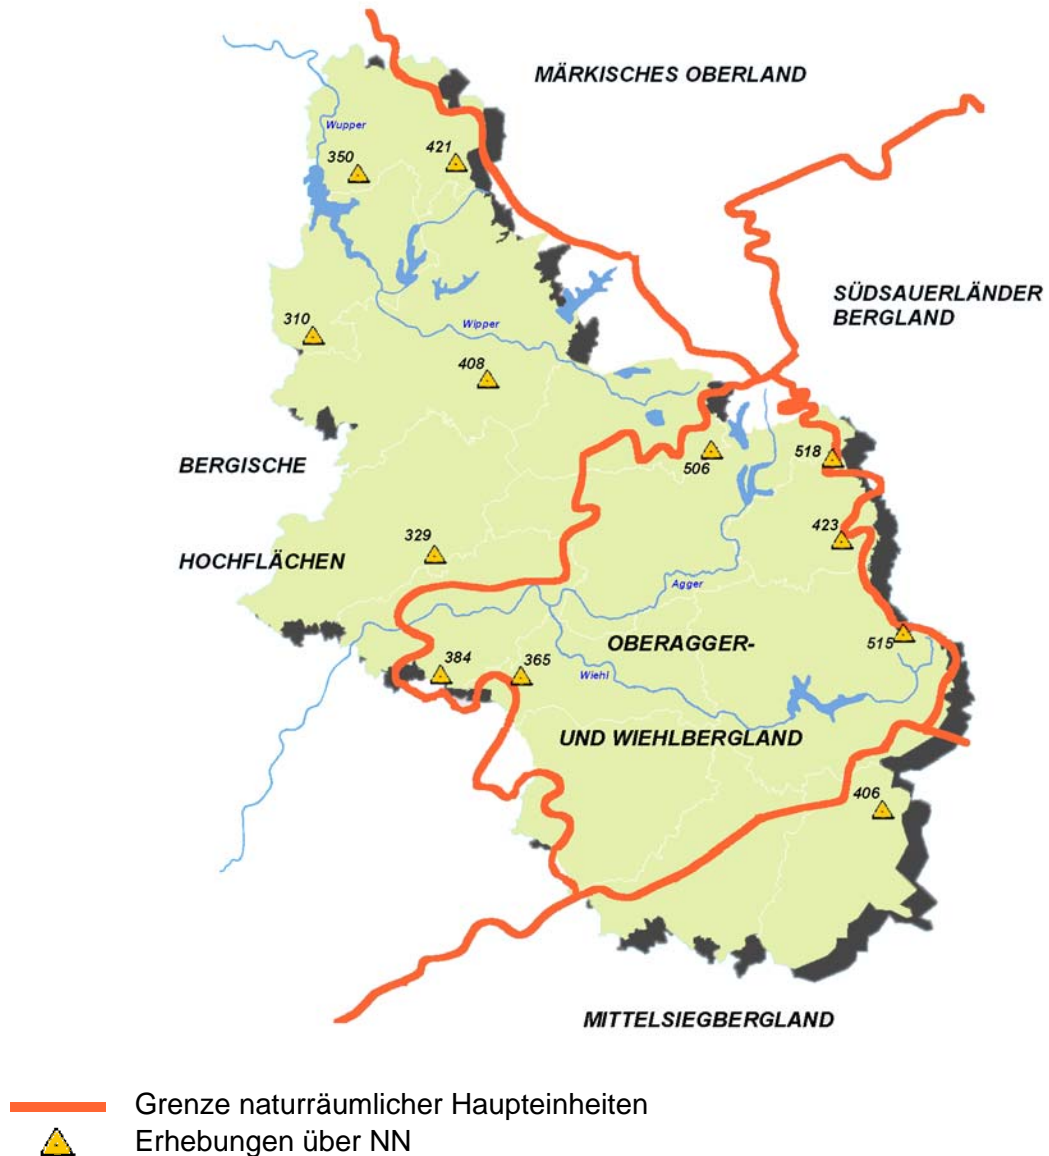 MÄRKISCHES OBERLAND
Wupper
350
421
SÜDSAUERLÄNDER
BERGLAND
310
Wipper
408
BERGISCHE
506
518
HOCHFLÄCHEN
329
423
Agger
OBERAGGER-
515
384
365
Wiehl
UND WIEHLBERGLAND
406
MITTELSIEGBERGLAND
Grenze naturräumlicher Haupteinheiten
Erhebungen über NN